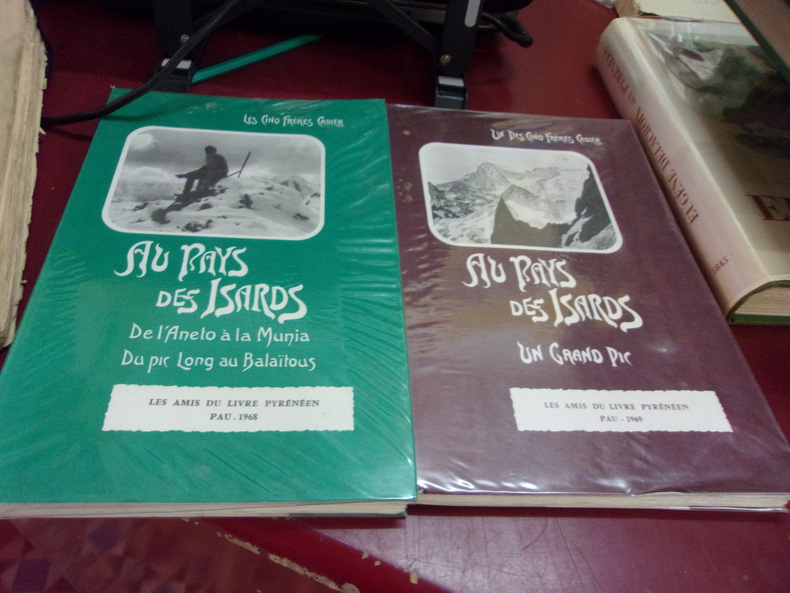 LES CINQ FRÈRES CADIER
AU PAYS
DES ISARDS
De l'Aneto à la Munia
Du pic Long au Balaïtous
LES AMIS DU LIVRE PYRÉNÉEN
PAU - 1968
UN DES CINQ FRÈRES CADIER
AU PAYS
DES ISARDS
UN GRAND PIC
LES AMIS DU LIVRE PYRÉNÉEN
PAU - 1969